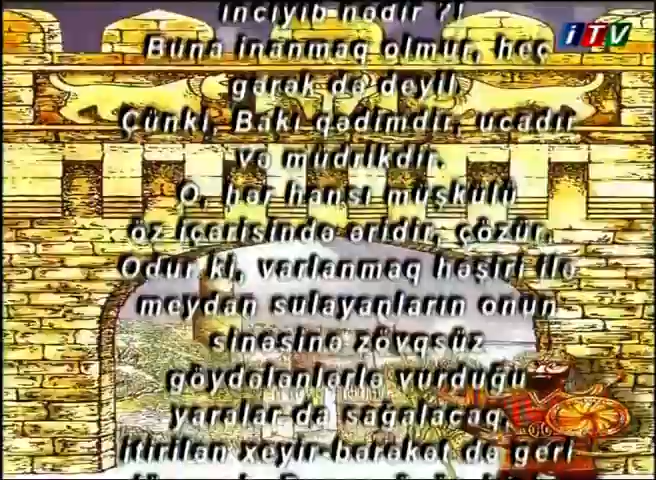 inciyib nədir ?!
iTV
Buna inanmaq olmur, heç
gərək də deyil.
Çünki, Bakı qədimdir, ucadır
və müdrikdir.
O, hər hansı müşkülü
öz içərisində əridir, çözür.
Odur ki, varlanmaq həşiri ilə
meydan sulayanların onun
sinəsinə zövqsüz
göydələnlərlə vurduğu
yaralar da sağalacaq,
itirilən xeyir-bərəkət də geri